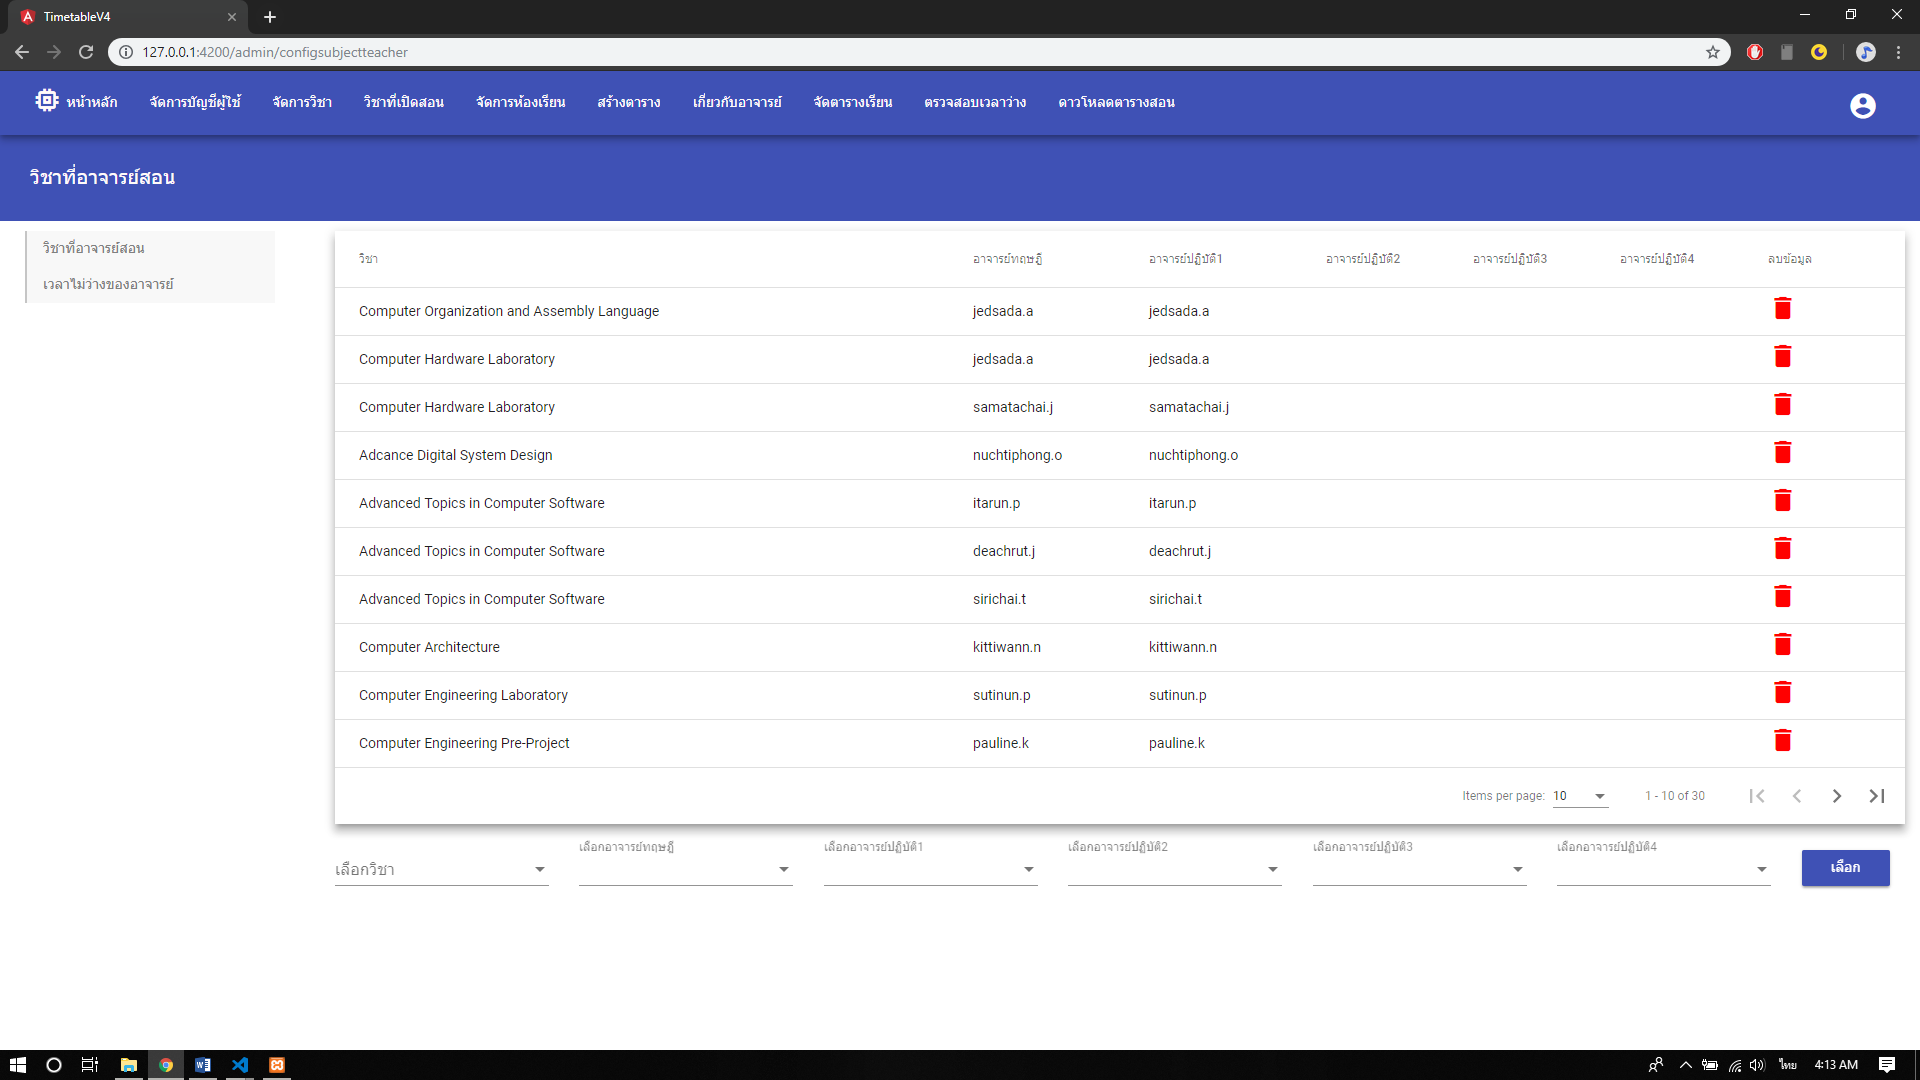 TimetableV4
127.0.0.1:4200/admin/configsubjectteacher
หน้าหลัก จัดการบัญชีผู้ใช้ จัดการวิชา วิชาที่เปิดสอน จัดการห้องเรียน สร้างตาราง เกี่ยวกับอาจารย์ จัดตารางเรียน ตรวจสอบเวลาว่าง ดาวโหลดตารางสอน
วิชาที่อาจารย์สอน
วิชาที่อาจารย์สอน
เวลาไม่ว่างของอาจารย์
วิชา อาจารย์ทฤษฎี อาจารย์ปฏิบัติ1 อาจารย์ปฏิบัติ2 อาจารย์ปฏิบัติ3 อาจารย์ปฏิบัติ4 ลบข้อมูล
Computer Organization and Assembly Language jedsada.a jedsada.a
Computer Hardware Laboratory jedsada.a jedsada.a
Computer Hardware Laboratory samatachai.j samatachai.j
Adcance Digital System Design nuchtiphong.o nuchtiphong.o
Advanced Topics in Computer Software itarun.p itarun.p
Advanced Topics in Computer Software deachrut.j deachrut.j
Advanced Topics in Computer Software sirichai.t sirichai.t
Computer Architecture kittiwann.n kittiwann.n
Computer Engineering Laboratory sutinun.p sutinun.p
Computer Engineering Pre-Project pauline.k pauline.k
Items per page: 10 1 - 10 of 30
เลือกวิชา เลือกอาจารย์ทฤษฎี เลือกอาจารย์ปฏิบัติ1 เลือกอาจารย์ปฏิบัติ2 เลือกอาจารย์ปฏิบัติ3 เลือกอาจารย์ปฏิบัติ4 เลือก
ไทย 4:13 AM